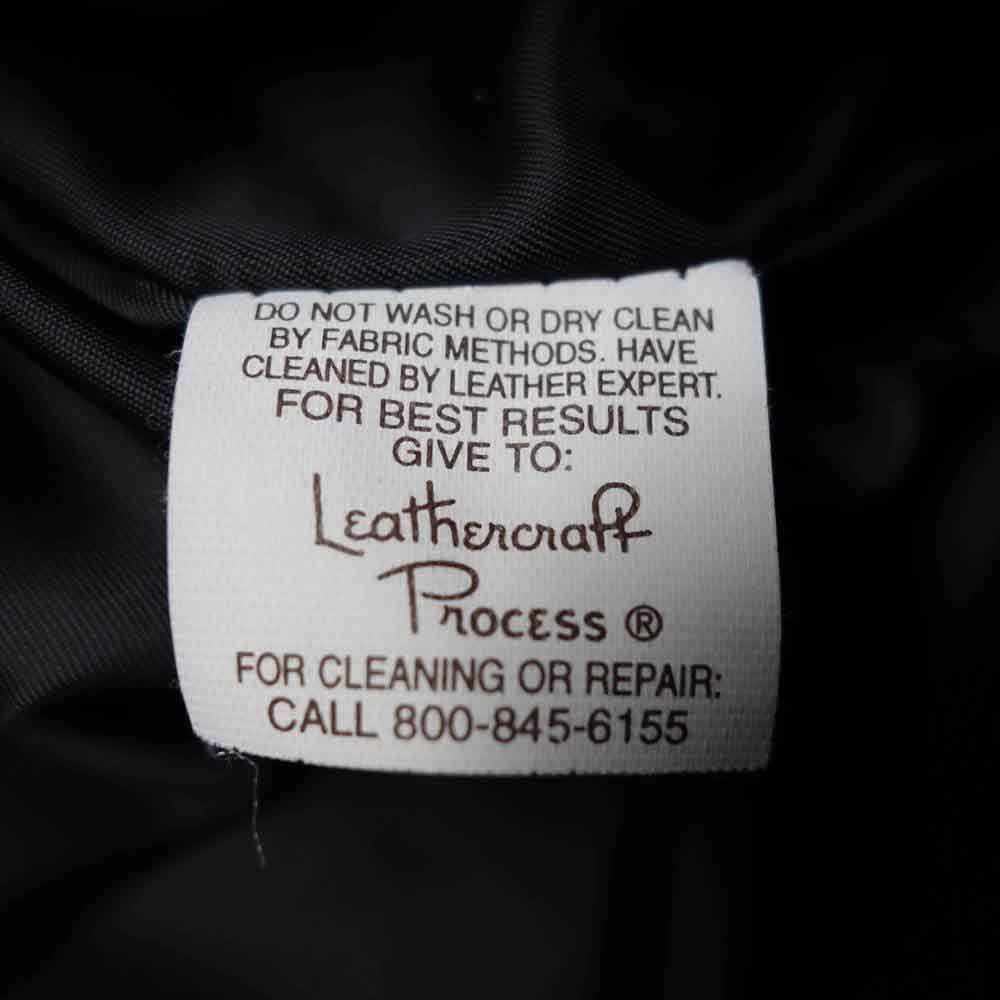 DO NOT WASH OR DRY CLEAN
BY FABRIC METHODS. HAVE
CLEANED BY LEATHER EXPERT.
FOR BEST RESULTS
GIVE TO:
Leathercraft
Process ®
FOR CLEANING OR REPAIR:
CALL 800-845-6155